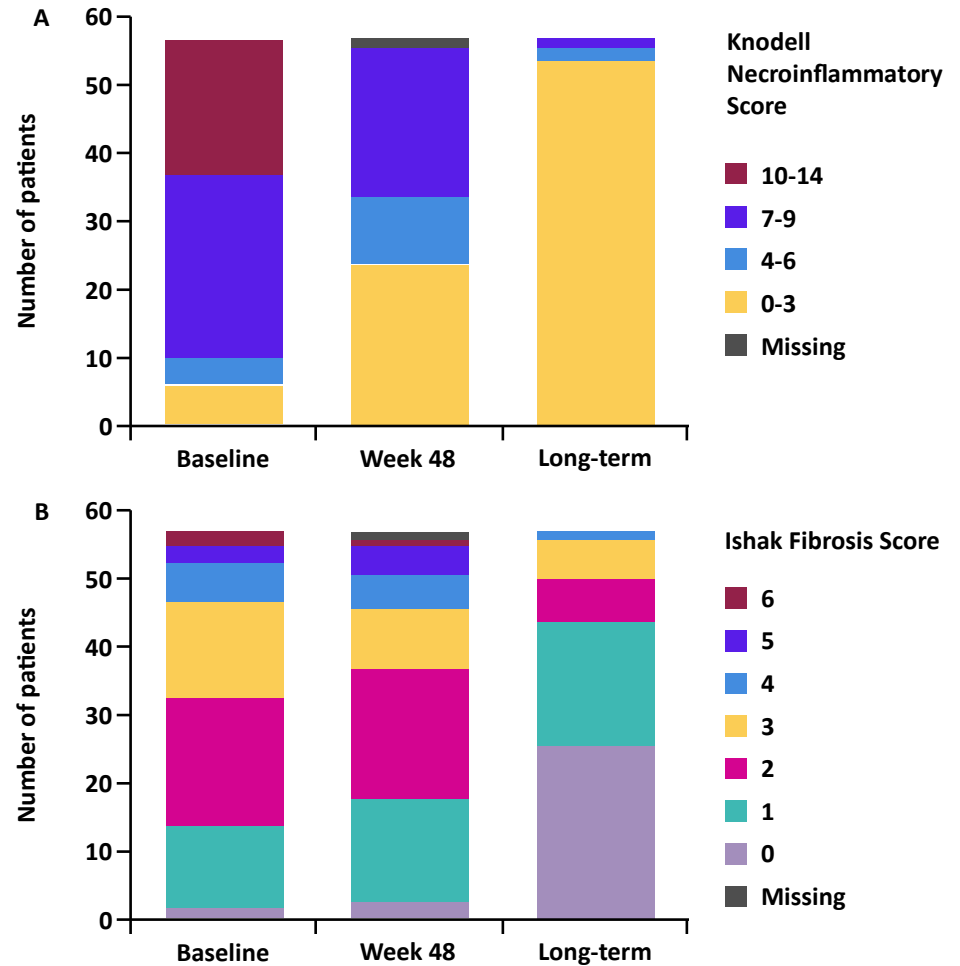 A
Number of patients
60
50
40
30
20
10
0
Baseline
Week 48
Long-term
Knodell
Necroinflammatory
Score
10-14
7-9
4-6
0-3
Missing
B
Number of patients
60
50
40
30
20
10
0
Baseline
Week 48
Long-term
Ishak Fibrosis Score
6
5
4
3
2
1
0
Missing